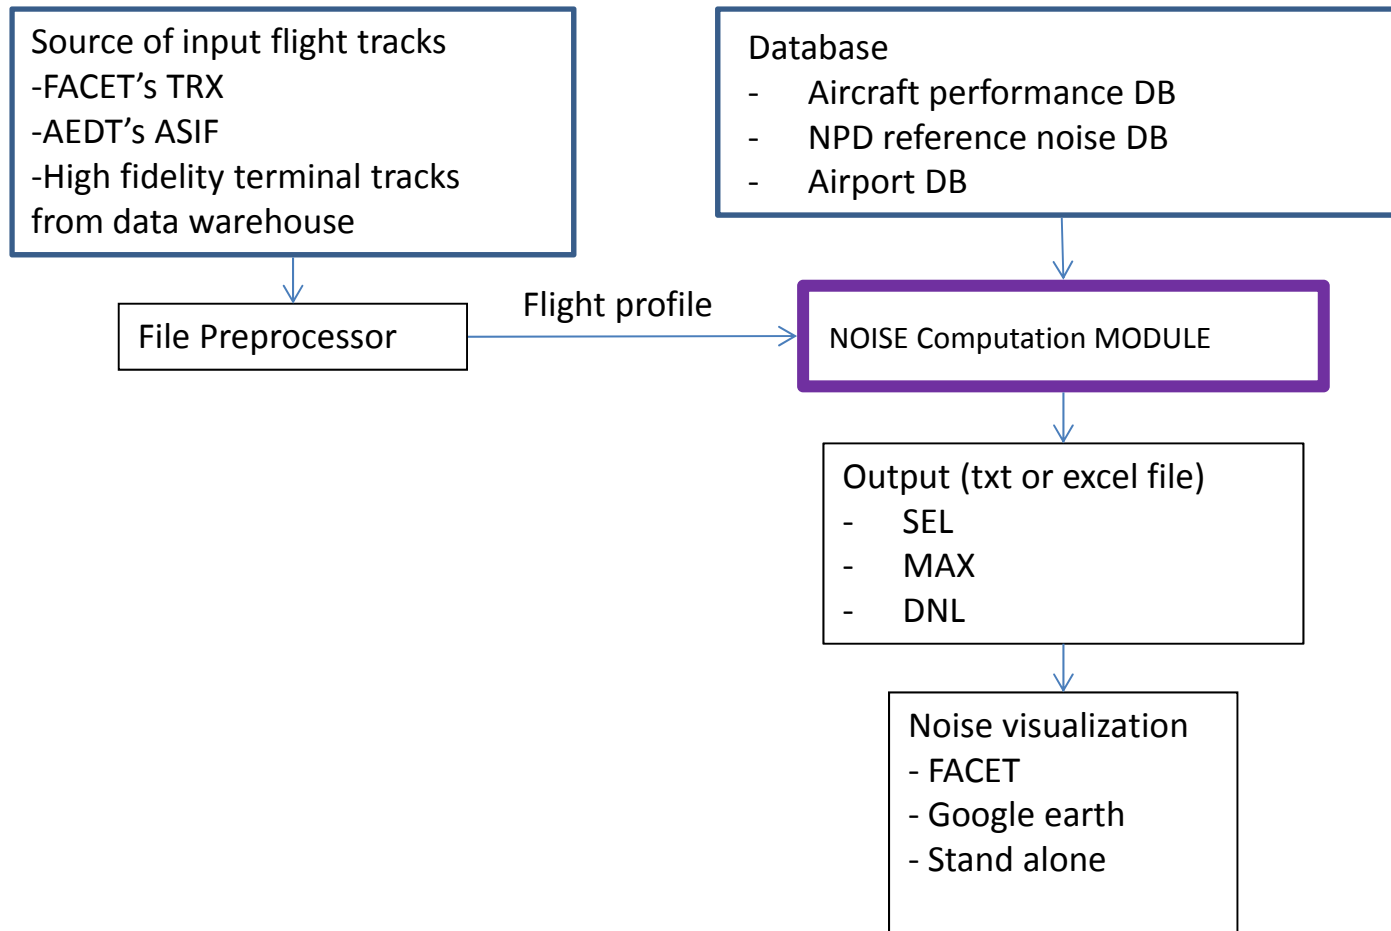 Source of input flight tracks
-FACET’s TRX
-AEDT’s ASIF
-High fidelity terminal tracks
from data warehouse
Database
- Aircraft performance DB
- NPD reference noise DB
- Airport DB
File Preprocessor
Flight profile
NOISE Computation MODULE
Output (txt or excel file)
- SEL
- MAX
- DNL
Noise visualization
- FACET
- Google earth
- Stand alone